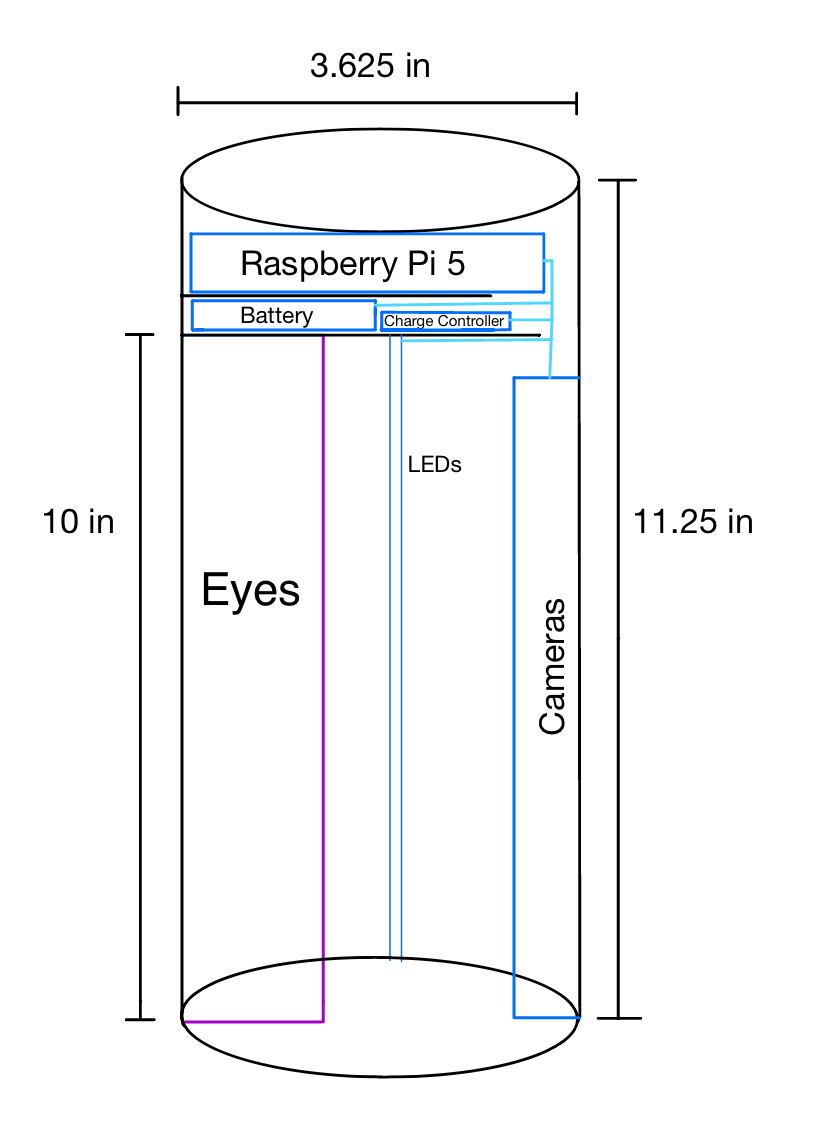 3.625 in
Raspberry Pi 5
Battery
Charge Controller
LEDs
10 in
11.25 in
Eyes
Cameras